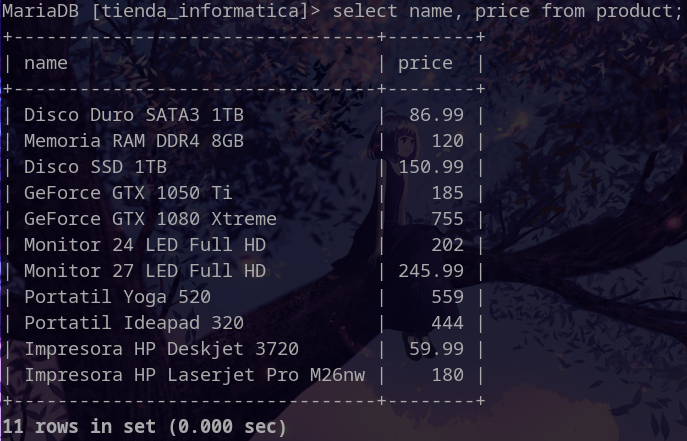 MariaDB [tienda_informatica]> select name, price from product;
+---------------------------------+--------+
| name                            | price  |
+---------------------------------+--------+
| Disco Duro SATA3 1TB            |  86.99 |
| Memoria RAM DDR4 8GB            |    120 |
| Disco SSD 1TB                   | 150.99 |
| GeForce GTX 1050 Ti             |    185 |
| GeForce GTX 1080 Xtreme         |    755 |
| Monitor 24 LED Full HD          |    202 |
| Monitor 27 LED Full HD          | 245.99 |
| Portatil Yoga 520               |    559 |
| Portatil Ideapad 320            |    444 |
| Impresora HP Deskjet 3720       |  59.99 |
| Impresora HP Laserjet Pro M26nw |    180 |
+---------------------------------+--------+
11 rows in set (0.000 sec)